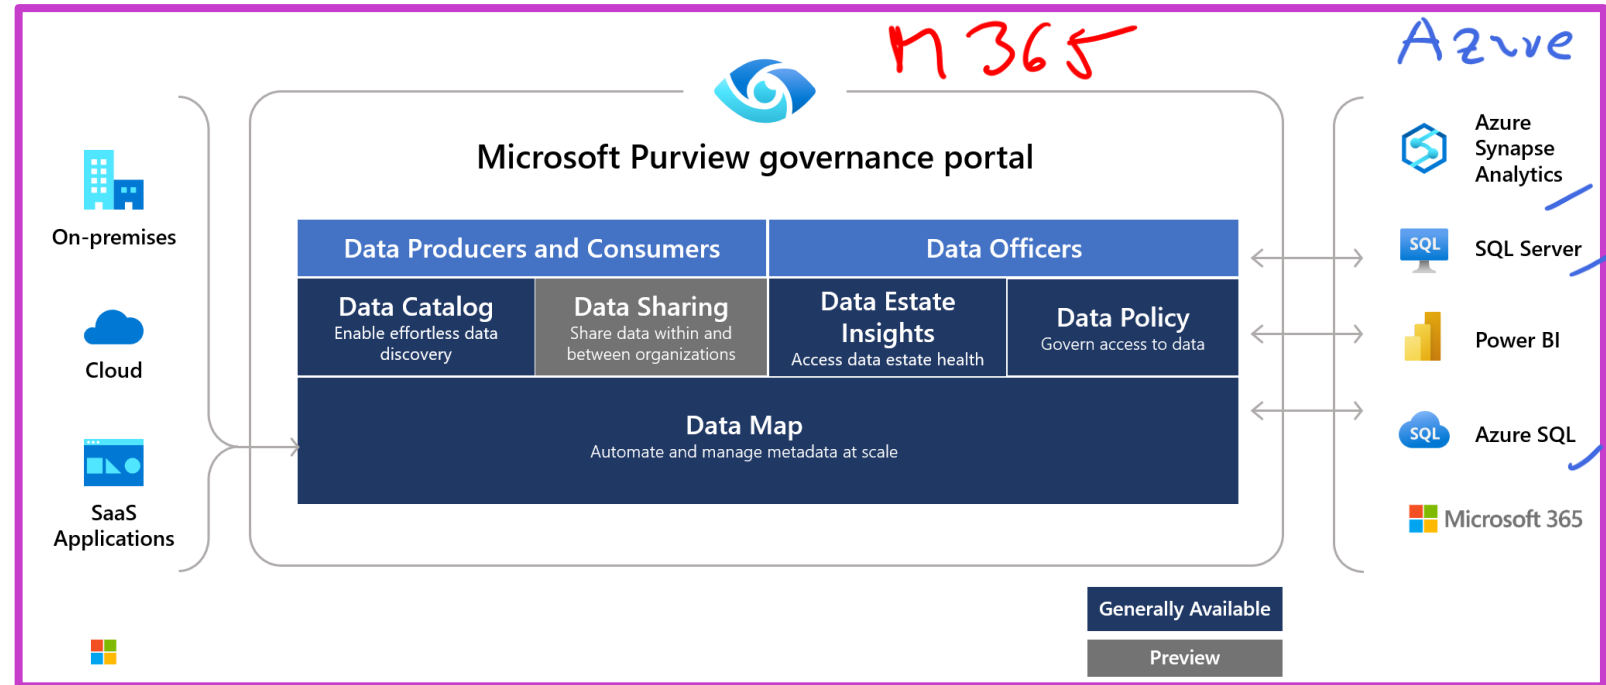 M 365
Azure
Microsoft Purview governance portal
On-premises
Cloud
SaaS
Applications
Data Producers and Consumers
Data Officers
Data Catalog
Enable effortless data
discovery
Data Sharing
Share data within and
between organizations
Data Estate
Insights
Access data estate health
Data Policy
Govern access to data
Data Map
Automate and manage metadata at scale
Azure
Synapse
Analytics
SQL
SQL Server
Power BI
SQL
Azure SQL
Microsoft 365
Generally Available
Preview